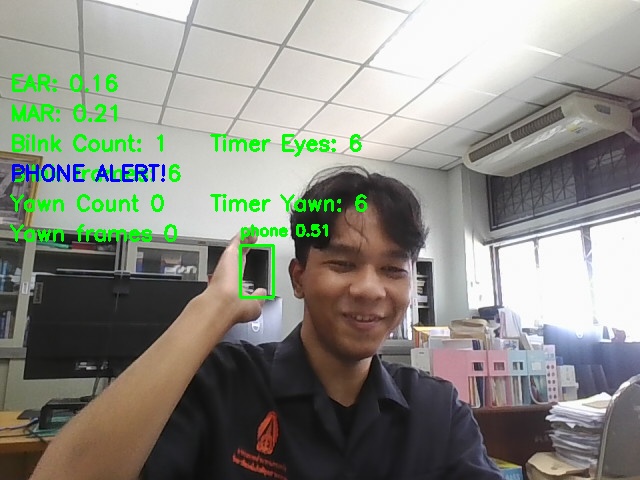 EAR: 0.16
MAR: 0.21
Bilnk Count: 1 Timer Eyes: 6
PHONE ALERT! 6
Yawn Count 0 Timer Yawn: 6
Yawn frames 0
phone 0.51